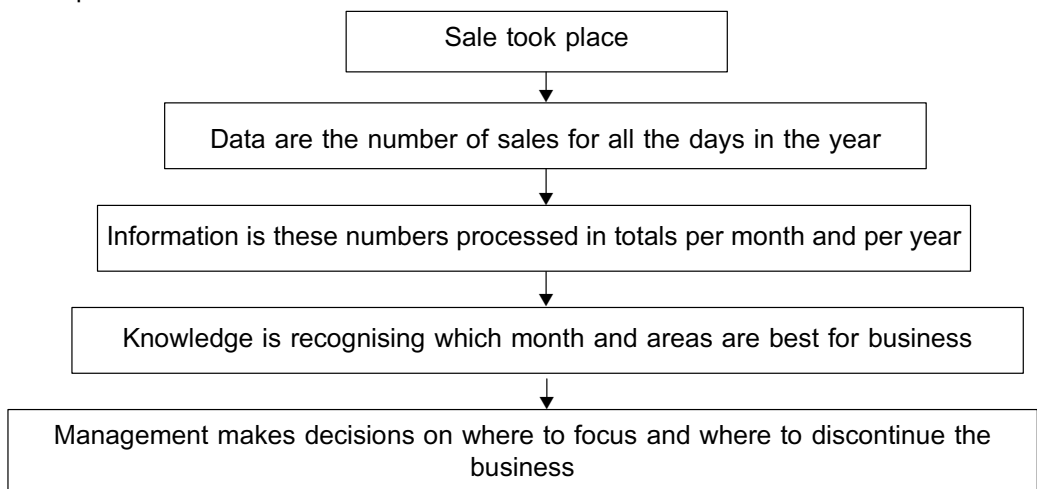 Sale took place
Data are the number of sales for all the days in the year
Information is these numbers processed in totals per month and per year
Knowledge is recognising which month and areas are best for business
Management makes decisions on where to focus and where to discontinue the
business